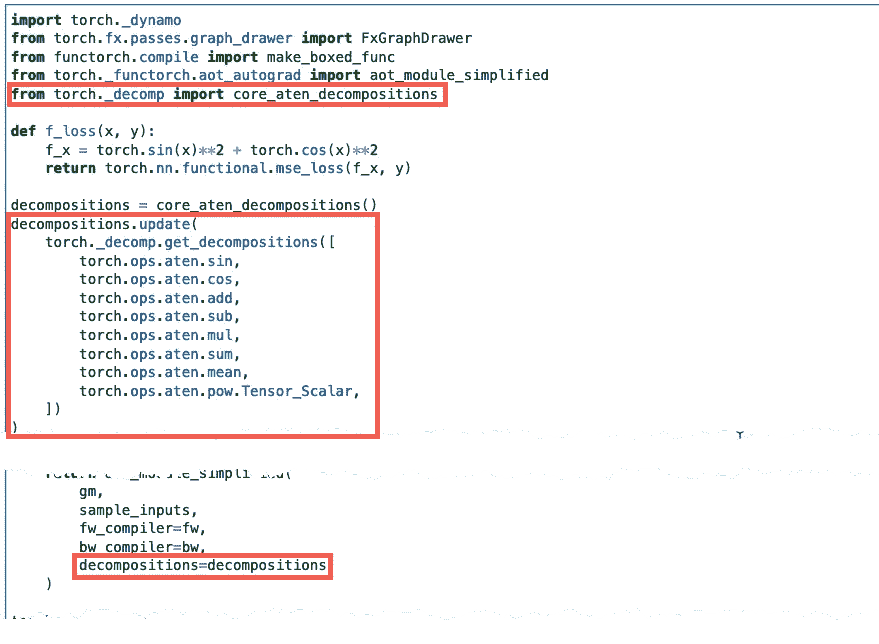 import torch._dynamo
from torch.fx.passes.graph_drawer import FxGraphDrawer
from functorch.compile import make_boxed_func
from torch._functorch.aot_autograd import aot_module_simplified
from torch._decomp import core_aten_decompositions
def f_loss(x, y):
f_x = torch.sin(x)**2 + torch.cos(x)**2
return torch.nn.functional.mse_loss(f_x, y)
decompositions = core_aten_decompositions()
decompositions.update(
torch._decomp.get_decompositions([
torch.ops.aten.sin,
torch.ops.aten.cos,
torch.ops.aten.add,
torch.ops.aten.sub,
torch.ops.aten.mul,
torch.ops.aten.sum,
torch.ops.aten.mean,
torch.ops.aten.pow.Tensor_Scalar,
])
)
gm,
sample_inputs,
fw_compiler=fw,
bw_compiler=bw,
decompositions=decompositions
)